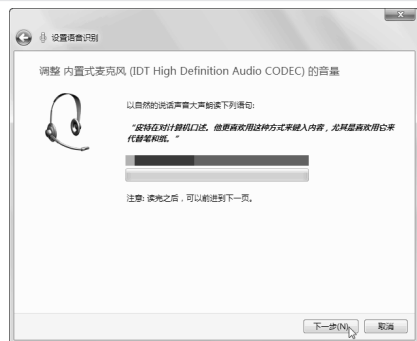 设置语音识别
调整 内置式麦克风 (IDT High Definition Audio CODEC) 的音量
以自然的说话声音大声朗读下列语句:
“皮特在对计算机口述。他更喜欢用这种方式来键入内容，尤其是喜欢用它来
代替笔和纸。”
注意: 读完之后，可以前进到下一页。
下一步(N)
取消